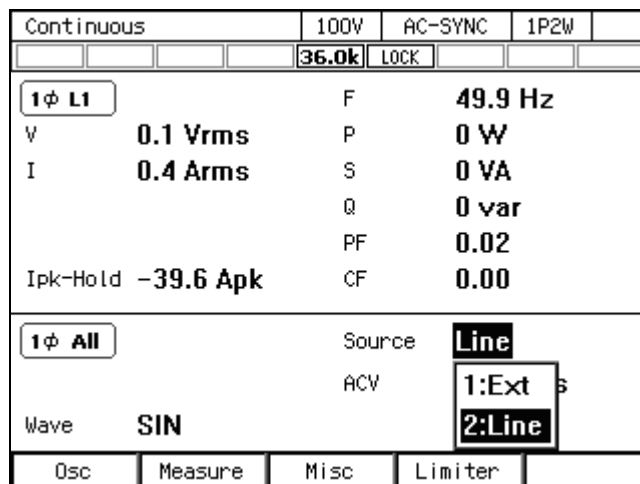 Continuous 100V AC-SYNC 1P2W
36.0k LOCK
1ϕ L1 F 49.9 Hz
V 0.1 Vrms P 0 W
I 0.4 Arms S 0 VA
Q 0 var
PF 0.02
Ipk-Hold -39.6 Apk CF 0.00
1ϕ All Source Line
ACV 1:Ext s
Wave SIN 2:Line
Osc Measure Misc Limiter